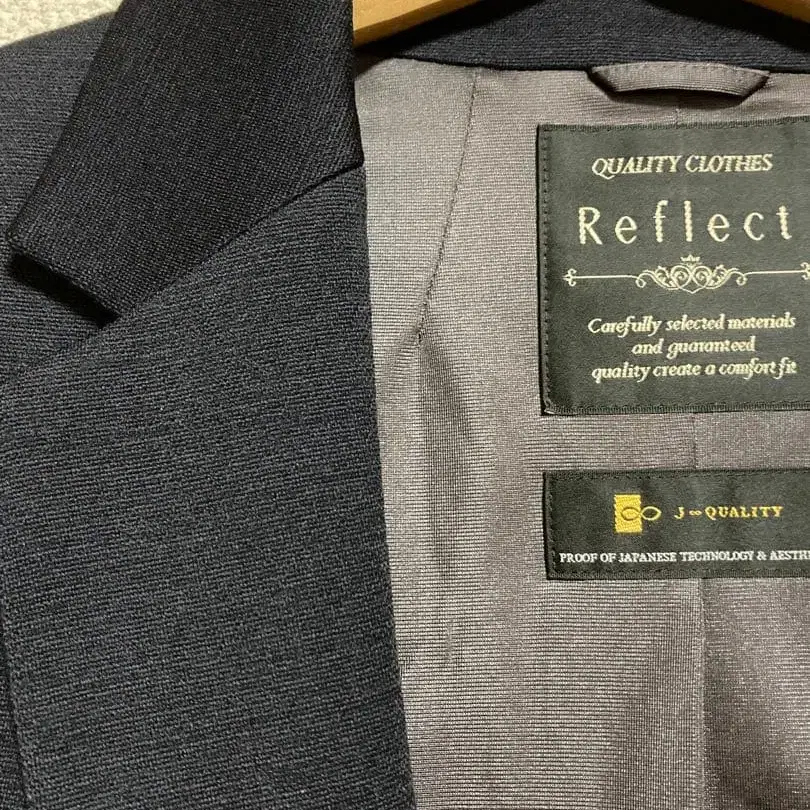 QUALITY CLOTHES
Reflect
Carefully selected materials
and guaranteed
quality create a comfort fit
J∞QUALITY
PROOF OF JAPANESE TECHNOLOGY &